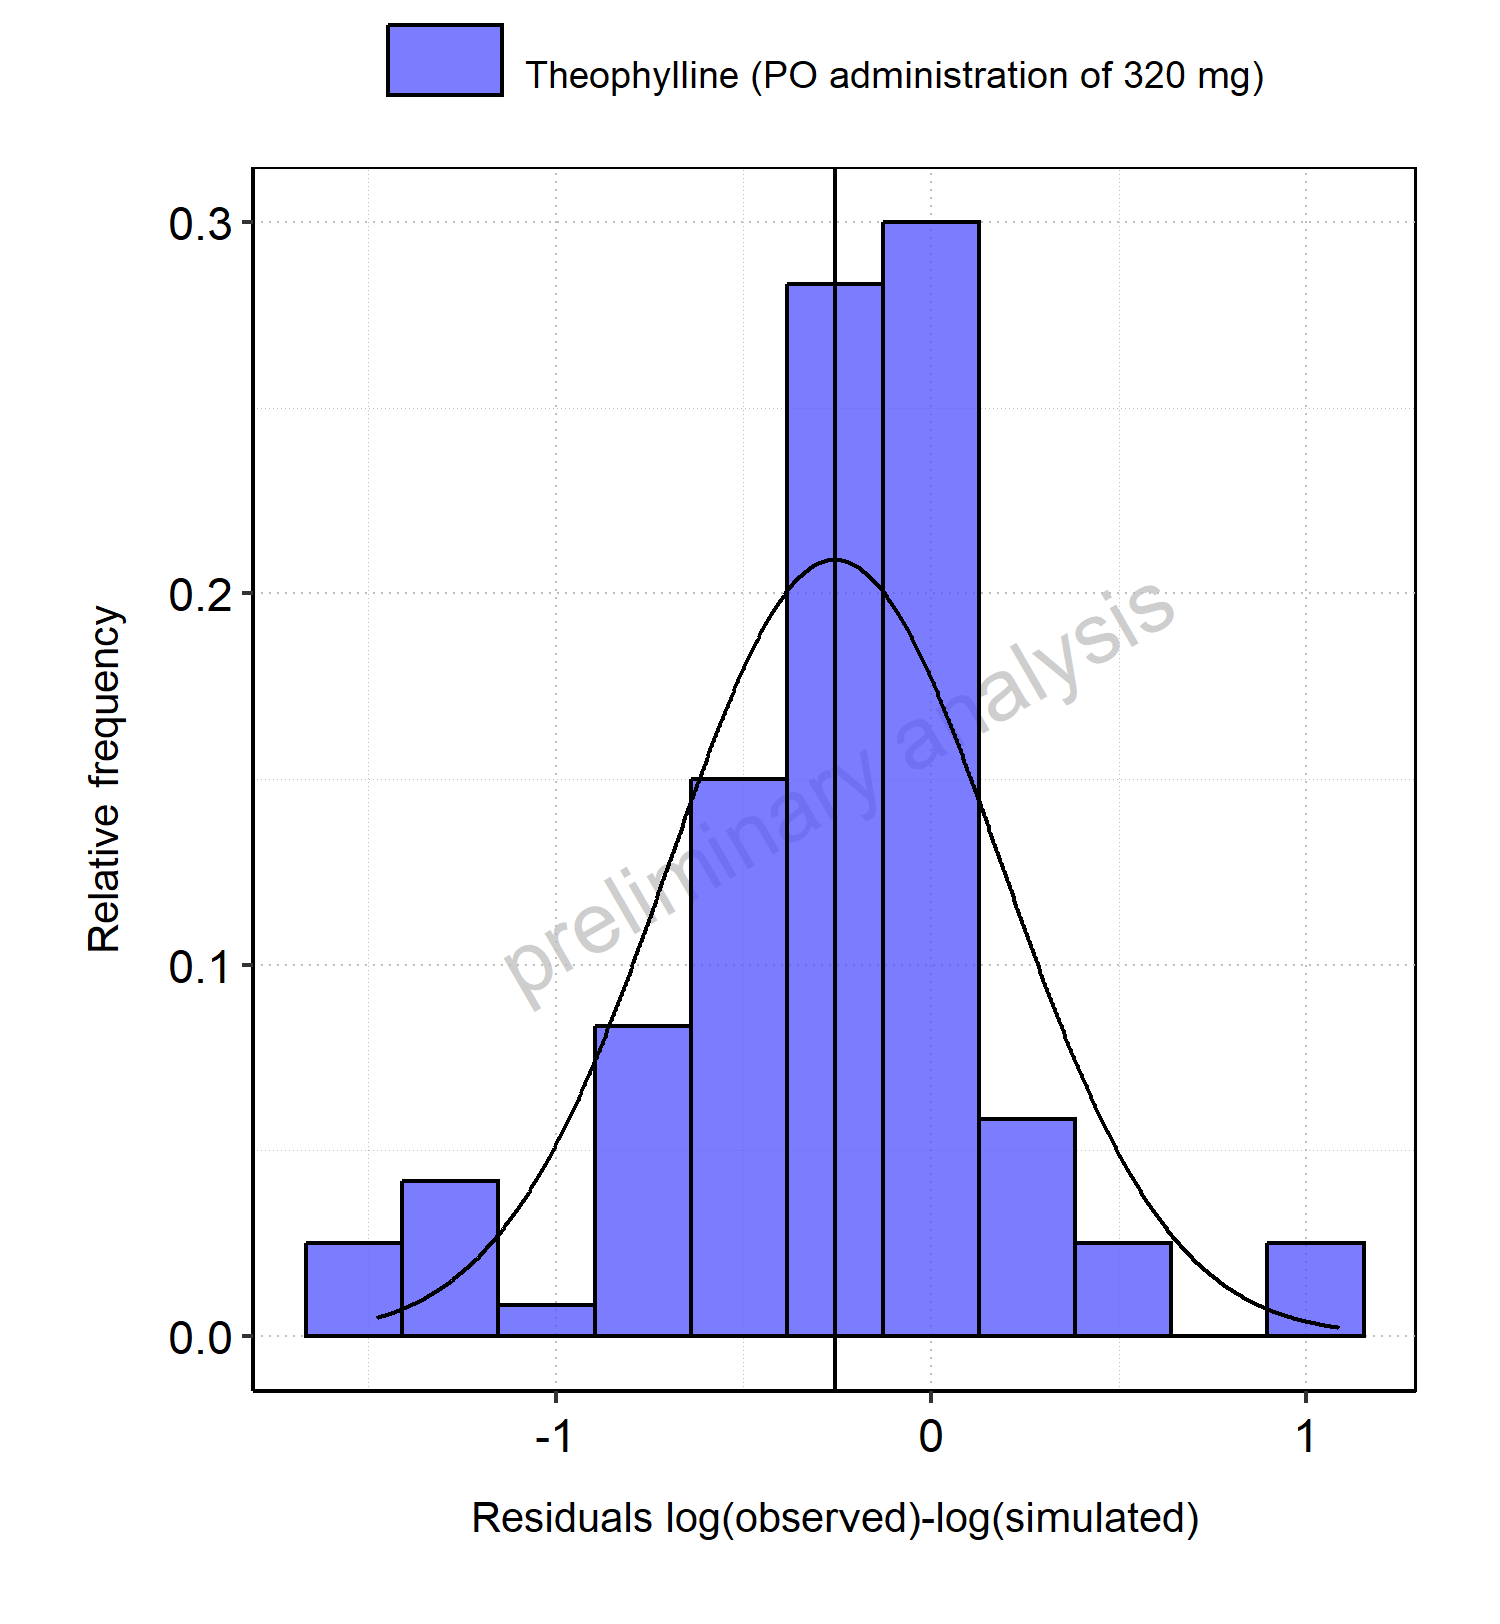 Theophylline (PO administration of 320 mg)
0.3
0.2
0.1
0.0
Relative frequency
preliminary analysis
-1
0
1
Residuals log(observed)-log(simulated)